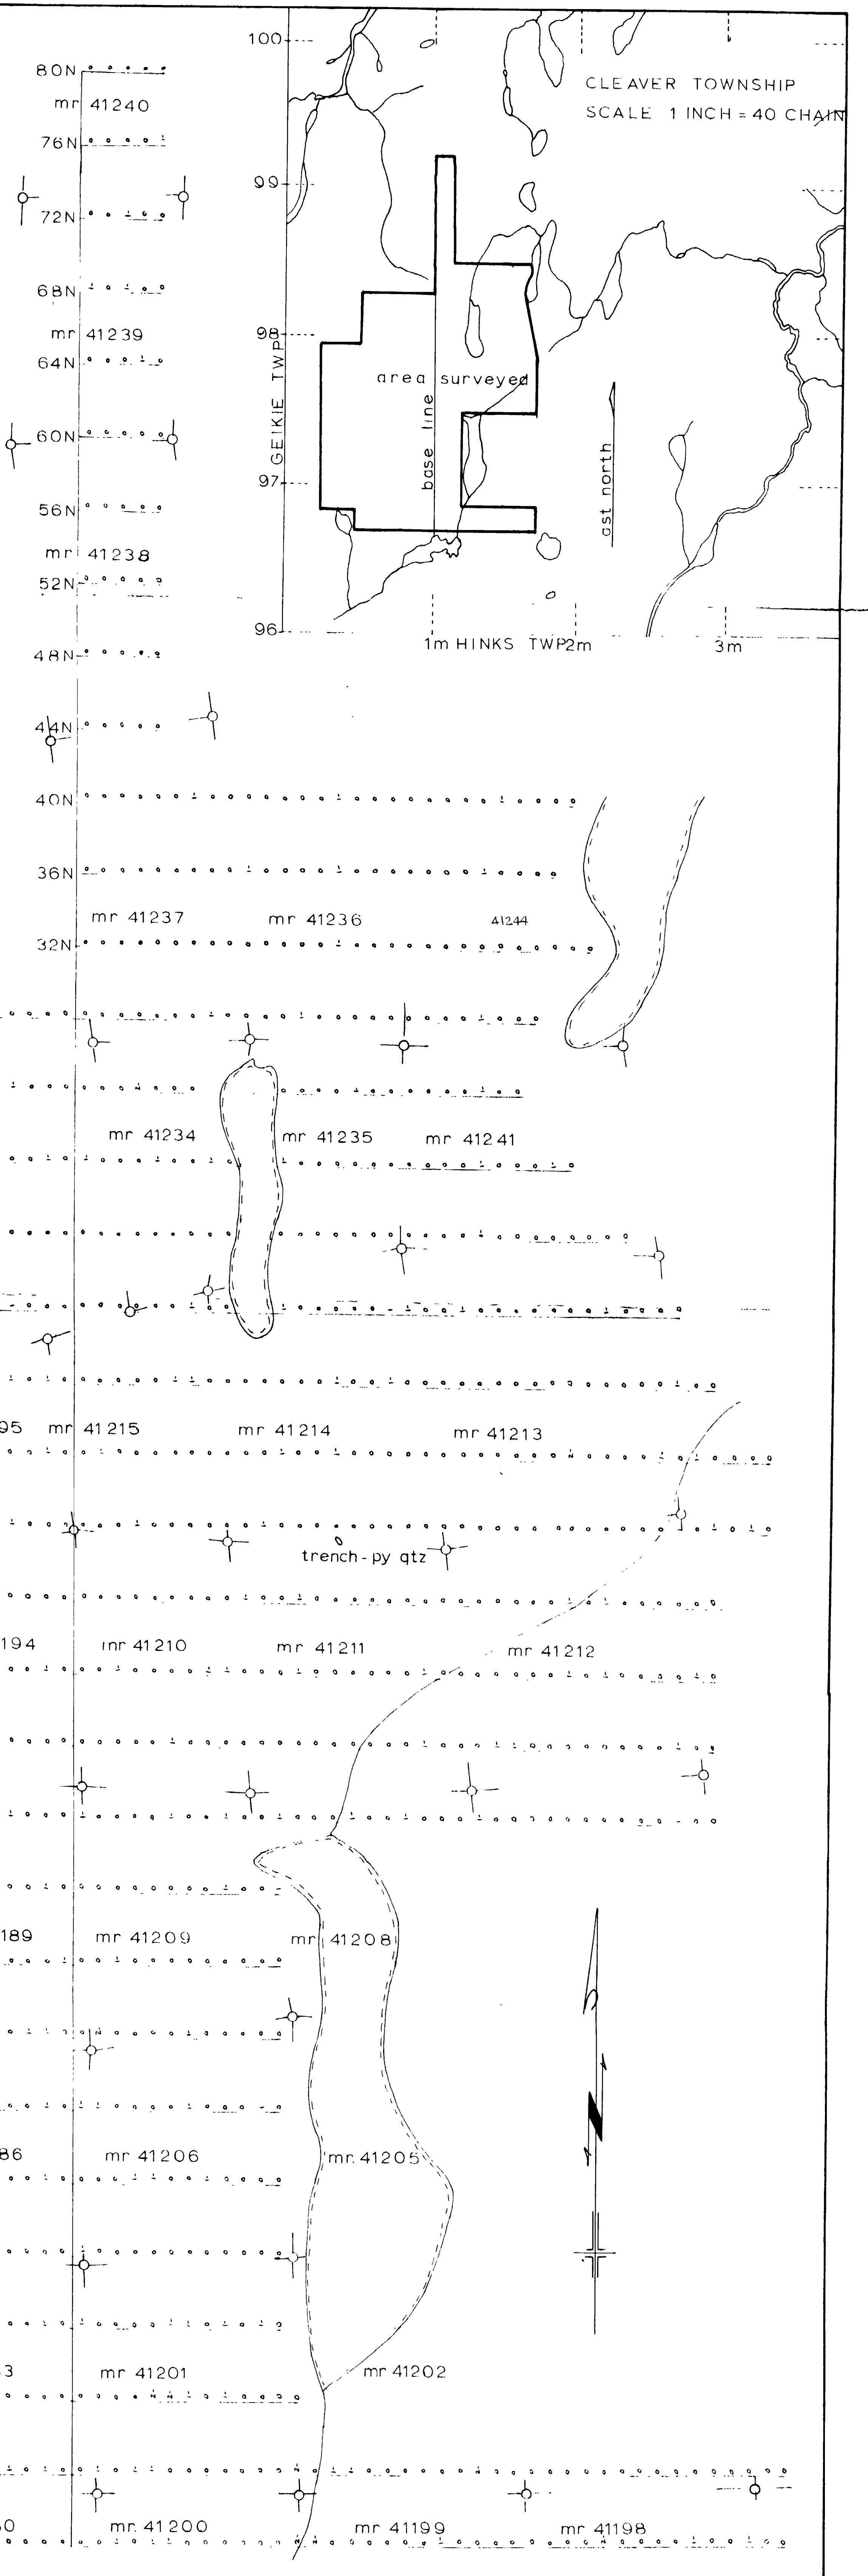 100
CLEAVER TOWNSHIP
SCALE 1 INCH = 40 CHAIN
80N
mr 41240
76N
99
72N
68N
mr 41239
98
64N
GEIKIE TWP
area surveyed
base line
ast north
60N
97
56N
mr 41238
52N
96
1m HINKS TWP 2m
3m
48N
44N
40N
36N
mr 41237 mr 41236 41244
32N
mr 41234 mr 41235 mr 41241
95 mr 41215 mr 41214 mr 41213
trench-py qtz
194 mr 41210 mr 41211 mr 41212
189 mr 41209 mr 41208
N
86 mr 41206 mr. 41205
3 mr 41201 mr 41202
0 mr. 41200 mr 41199 mr 41198